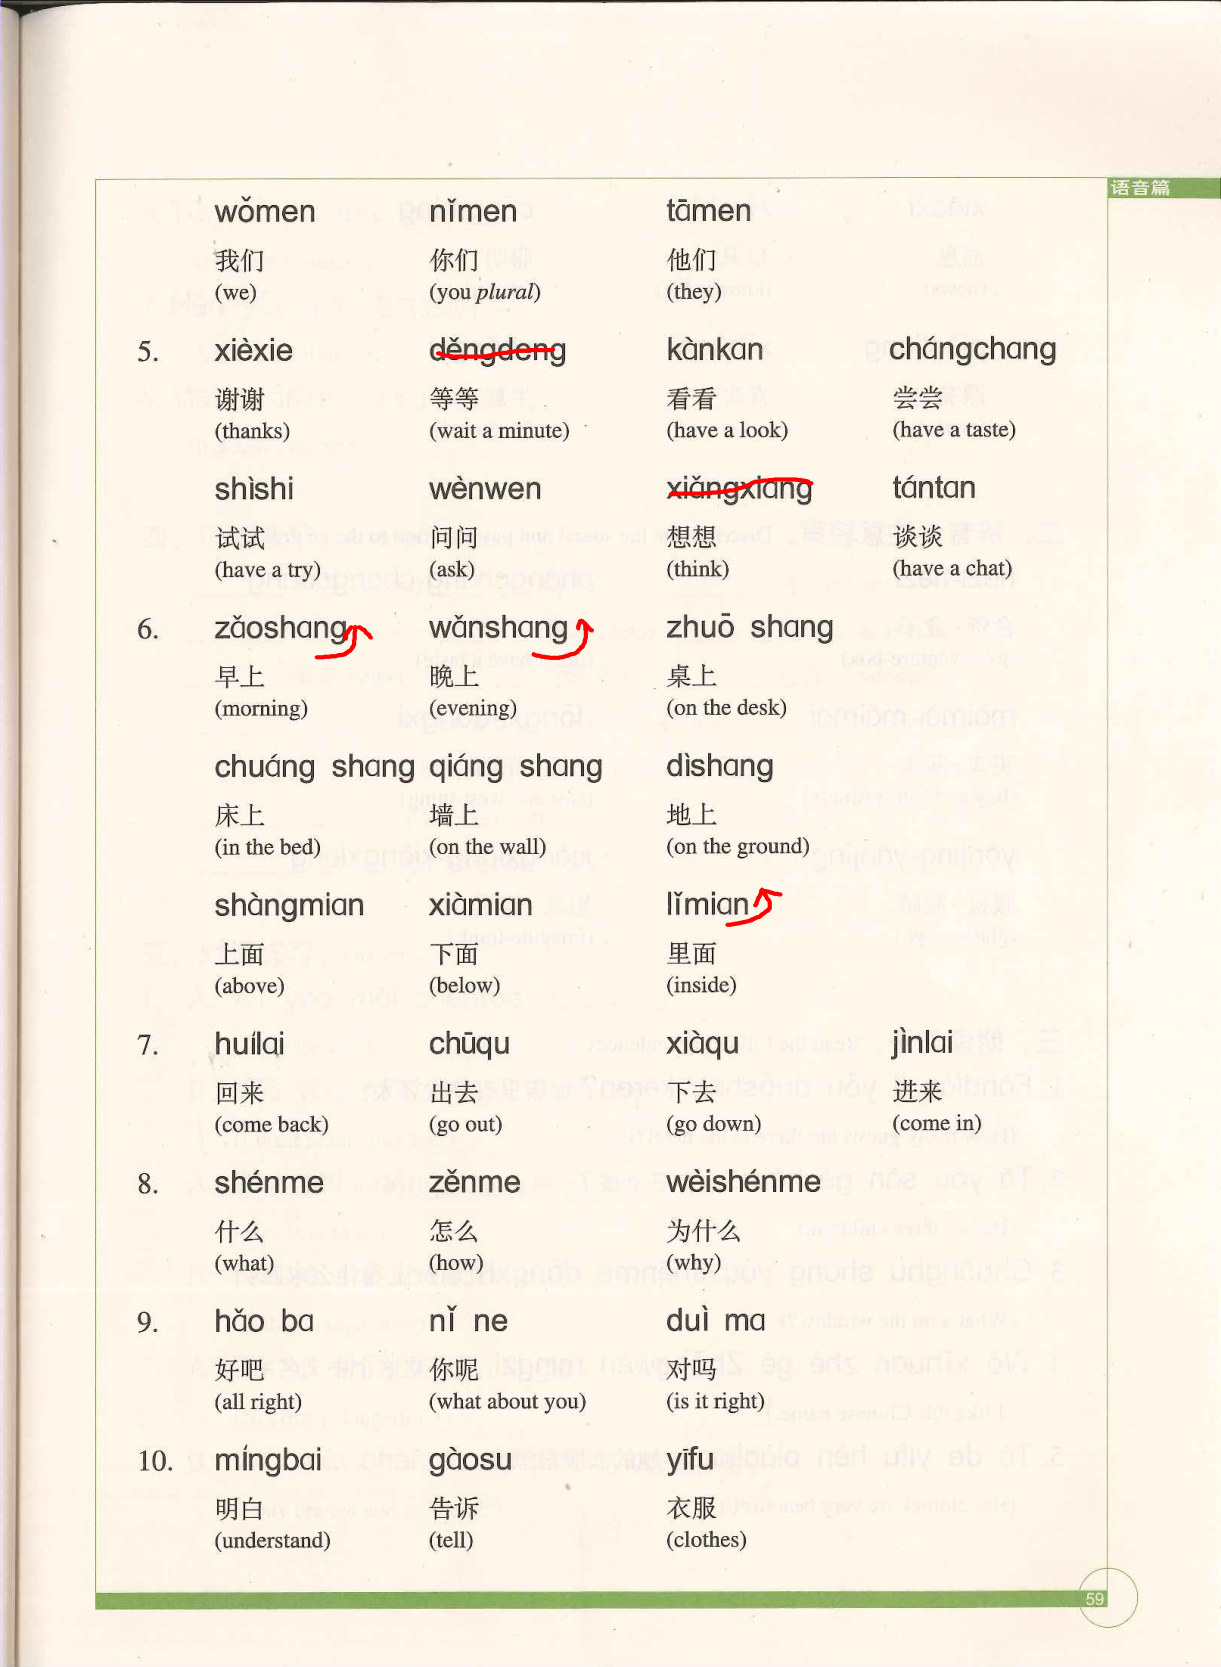 语音篇
wǒmen nǐmen tāmen
我们 你们 他们
(we) (you plural) (they)
5. xièxie děngdeng kànkan chángchang
谢谢 等等 看看 尝尝
(thanks) (wait a minute) (have a look) (have a taste)
shìshi wènwen xiǎngxiang tántan
试试 问问 想想 谈谈
(have a try) (ask) (think) (have a chat)
6. zǎoshang wǎnshang zhuō shang
早上 晚上 桌上
(morning) (evening) (on the desk)
chuáng shang qiáng shang dìshang
床上 墙上 地上
(in the bed) (on the wall) (on the ground)
shàngmian xiàmian lǐmian
上面 下面 里面
(above) (below) (inside)
7. huílai chūqu xiàqu jìnlai
回来 出去 下去 进来
(come back) (go out) (go down) (come in)
8. shénme zěnme wèishénme
什么 怎么 为什么
(what) (how) (why)
9. hǎo ba nǐ ne duì ma
好吧 你呢 对吗
(all right) (what about you) (is it right)
10. míngbai gàosu yīfu
明白 告诉 衣服
(understand) (tell) (clothes)
59